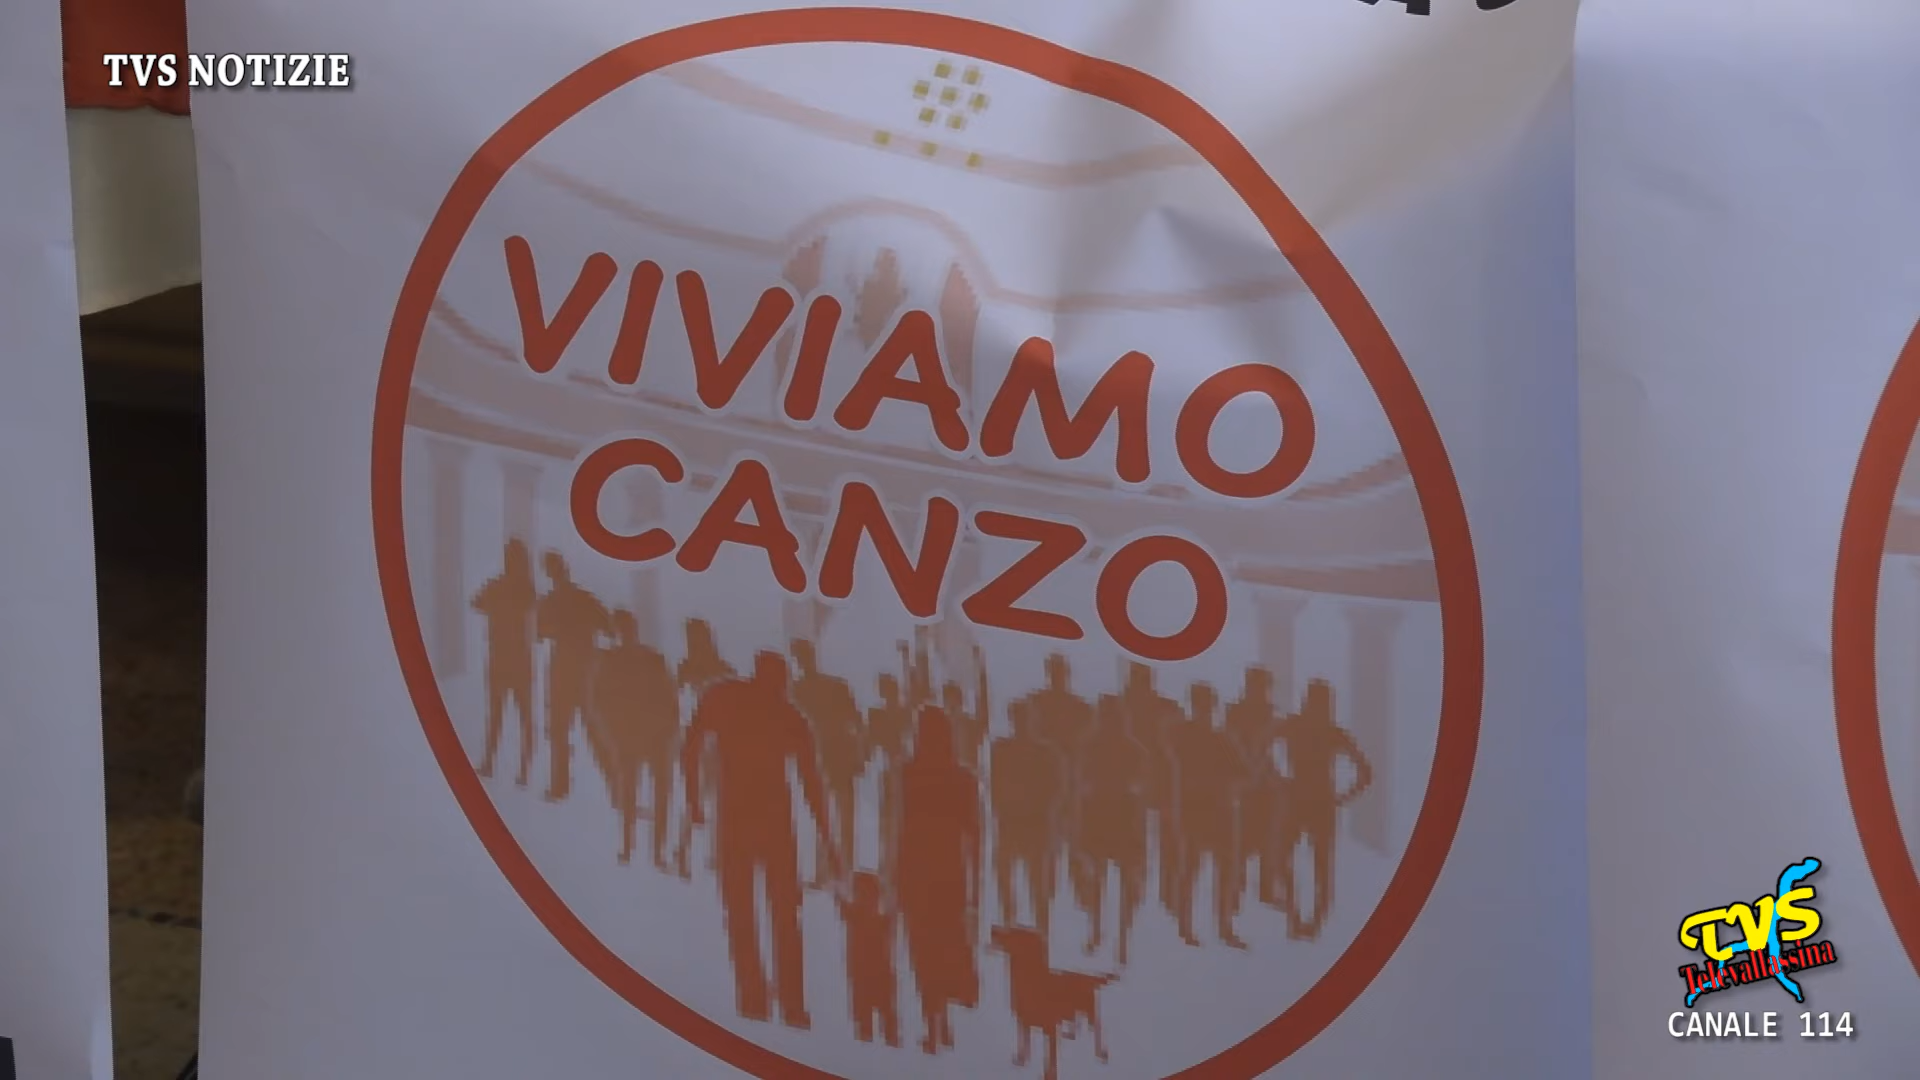 TVS NOTIZIE
VIVIAMO
CANZO
TVS
Televallassina
CANALE 114